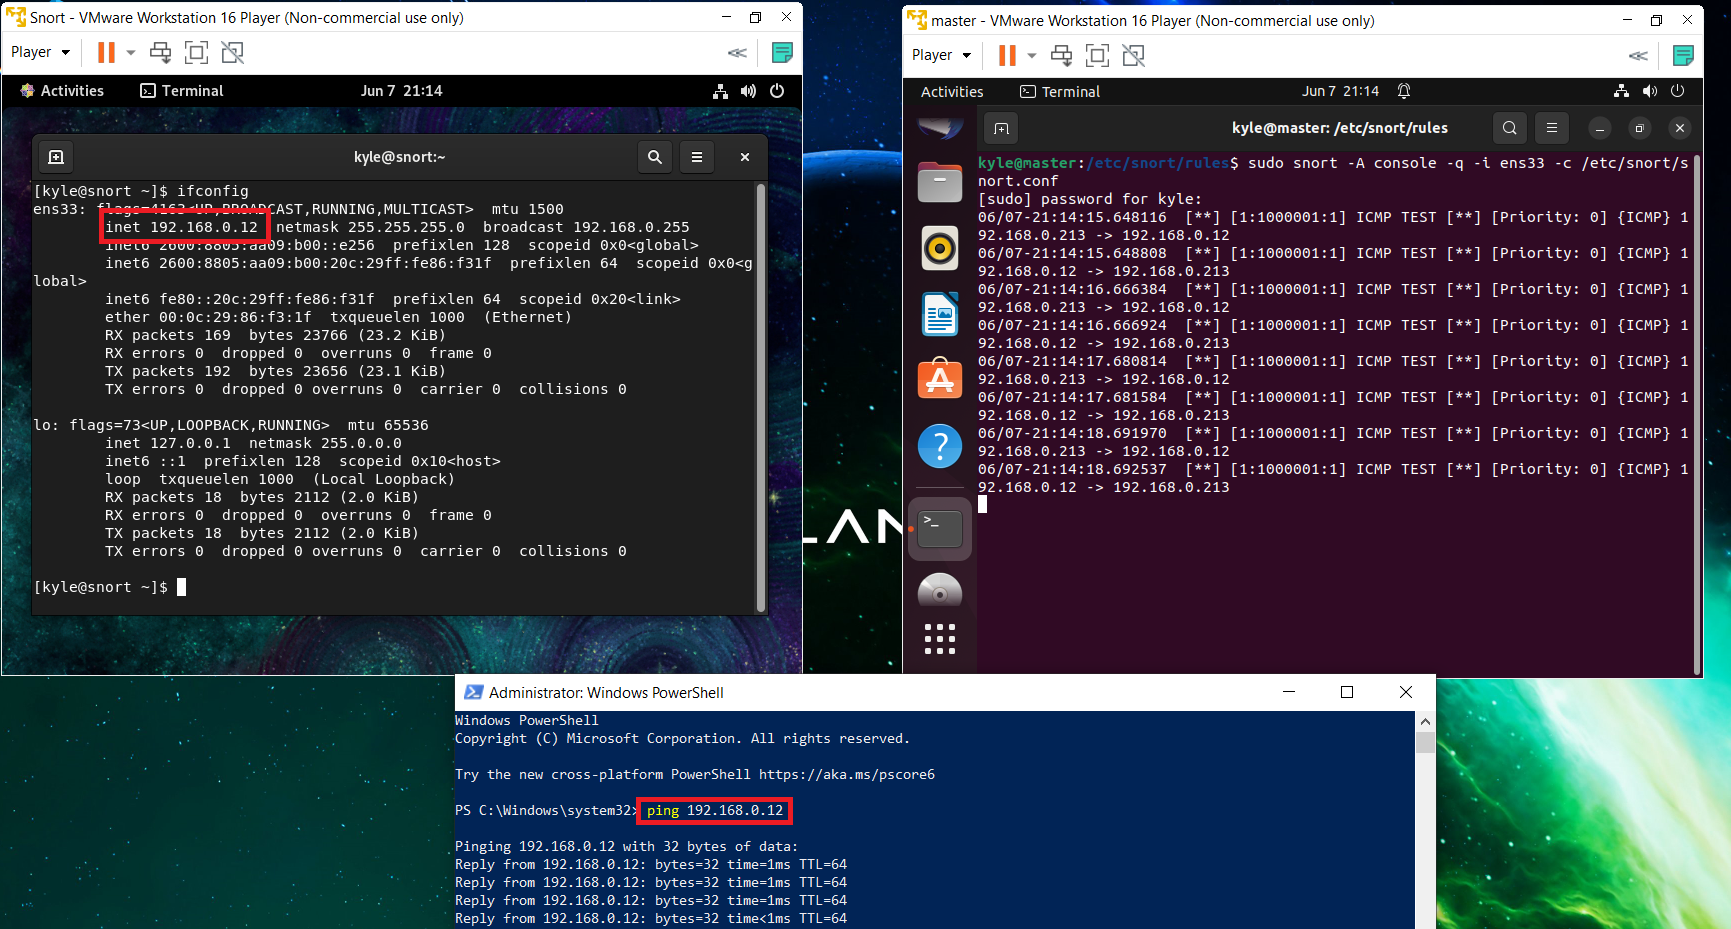 Snort - VMware Workstation 16 Player (Non-commercial use only)
Player
Activities
Terminal
Jun 7 21:14
kyle@snort:~
[kyle@snort ~]$ ifconfig
ens33: flags=4163<UP,BROADCAST,RUNNING,MULTICAST>  mtu 1500
inet 192.168.0.12  netmask 255.255.255.0  broadcast 192.168.0.255
inet6 2600:8805:aa09:b00::e256  prefixlen 128  scopeid 0x0<global>
inet6 2600:8805:aa09:b00:20c:29ff:fe86:f31f  prefixlen 64  scopeid 0x0<g
lobal>
inet6 fe80::20c:29ff:fe86:f31f  prefixlen 64  scopeid 0x20<link>
ether 00:0c:29:86:f3:1f  txqueuelen 1000  (Ethernet)
RX packets 169  bytes 23766 (23.2 KiB)
RX errors 0  dropped 0  overruns 0  frame 0
TX packets 192  bytes 23656 (23.1 KiB)
TX errors 0  dropped 0 overruns 0  carrier 0  collisions 0
lo: flags=73<UP,LOOPBACK,RUNNING>  mtu 65536
inet 127.0.0.1  netmask 255.0.0.0
inet6 ::1  prefixlen 128  scopeid 0x10<host>
loop  txqueuelen 1000  (Local Loopback)
RX packets 18  bytes 2112 (2.0 KiB)
RX errors 0  dropped 0  overruns 0  frame 0
TX packets 18  bytes 2112 (2.0 KiB)
TX errors 0  dropped 0 overruns 0  carrier 0  collisions 0
[kyle@snort ~]$
master - VMware Workstation 16 Player (Non-commercial use only)
Player
Activities
Terminal
Jun 7 21:14
kyle@master: /etc/snort/rules
kyle@master:/etc/snort/rules$ sudo snort -A console -q -i ens33 -c /etc/snort/s
nort.conf
[sudo] password for kyle:
06/07-21:14:15.648116  [**] [1:1000001:1] ICMP TEST [**] [Priority: 0] {ICMP} 1
92.168.0.213 -> 192.168.0.12
06/07-21:14:15.648808  [**] [1:1000001:1] ICMP TEST [**] [Priority: 0] {ICMP} 1
92.168.0.12 -> 192.168.0.213
06/07-21:14:16.666384  [**] [1:1000001:1] ICMP TEST [**] [Priority: 0] {ICMP} 1
92.168.0.213 -> 192.168.0.12
06/07-21:14:16.666924  [**] [1:1000001:1] ICMP TEST [**] [Priority: 0] {ICMP} 1
92.168.0.12 -> 192.168.0.213
06/07-21:14:17.680814  [**] [1:1000001:1] ICMP TEST [**] [Priority: 0] {ICMP} 1
92.168.0.213 -> 192.168.0.12
06/07-21:14:17.681584  [**] [1:1000001:1] ICMP TEST [**] [Priority: 0] {ICMP} 1
92.168.0.12 -> 192.168.0.213
06/07-21:14:18.691970  [**] [1:1000001:1] ICMP TEST [**] [Priority: 0] {ICMP} 1
92.168.0.213 -> 192.168.0.12
06/07-21:14:18.692537  [**] [1:1000001:1] ICMP TEST [**] [Priority: 0] {ICMP} 1
92.168.0.12 -> 192.168.0.213
LAN
Administrator: Windows PowerShell
Windows PowerShell
Copyright (C) Microsoft Corporation. All rights reserved.
Try the new cross-platform PowerShell https://aka.ms/pscore6
PS C:\Windows\system32> ping 192.168.0.12
Pinging 192.168.0.12 with 32 bytes of data:
Reply from 192.168.0.12: bytes=32 time=1ms TTL=64
Reply from 192.168.0.12: bytes=32 time=1ms TTL=64
Reply from 192.168.0.12: bytes=32 time=1ms TTL=64
Reply from 192.168.0.12: bytes=32 time<1ms TTL=64